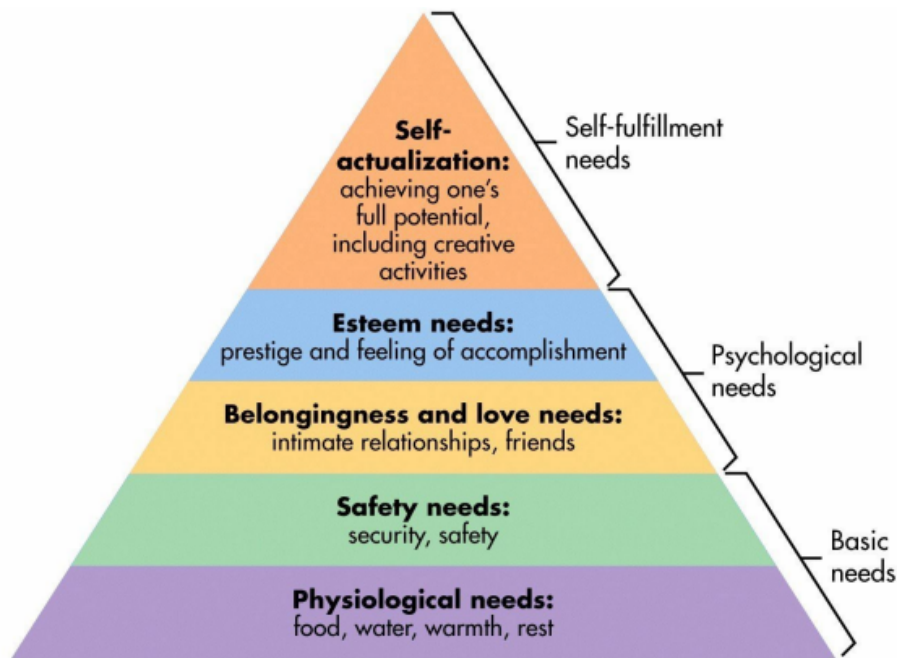 Self-
actualization:
achieving one's
full potential,
including creative
activities
Self-fulfillment
needs
Esteem needs:
prestige and feeling of accomplishment
Psychological
needs
Belongingness and love needs:
intimate relationships, friends
Safety needs:
security, safety
Basic
needs
Physiological needs:
food, water, warmth, rest